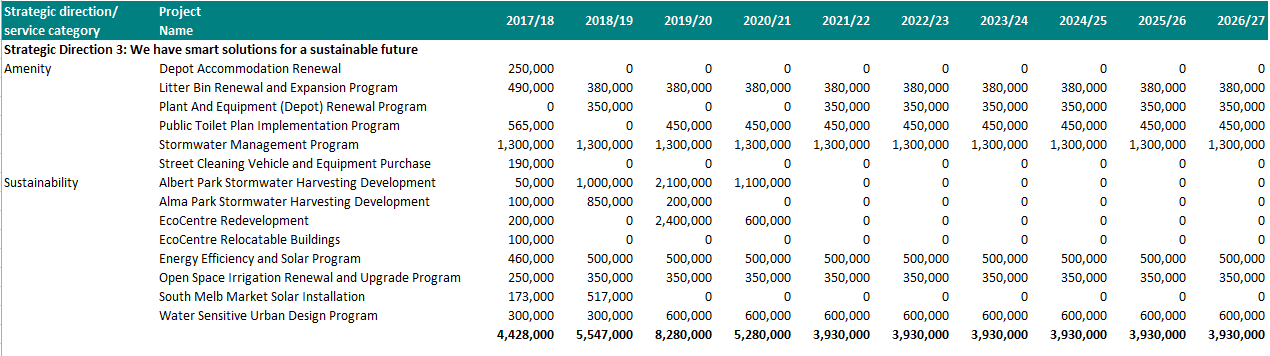 Strategic direction/ Project
service category Name 2017/18 2018/19 2019/20 2020/21 2021/22 2022/23 2023/24 2024/25 2025/26 2026/27
Strategic Direction 3: We have smart solutions for a sustainable future
Amenity Depot Accommodation Renewal 250,000 0 0 0 0 0 0 0 0 0
Litter Bin Renewal and Expansion Program 490,000 380,000 380,000 380,000 380,000 380,000 380,000 380,000 380,000 380,000
Plant And Equipment (Depot) Renewal Program 0 350,000 0 0 350,000 350,000 350,000 350,000 350,000 350,000
Public Toilet Plan Implementation Program 565,000 0 450,000 450,000 450,000 450,000 450,000 450,000 450,000 450,000
Stormwater Management Program 1,300,000 1,300,000 1,300,000 1,300,000 1,300,000 1,300,000 1,300,000 1,300,000 1,300,000 1,300,000
Street Cleaning Vehicle and Equipment Purchase 190,000 0 0 0 0 0 0 0 0 0
Sustainability Albert Park Stormwater Harvesting Development 50,000 1,000,000 2,100,000 1,100,000 0 0 0 0 0 0
Alma Park Stormwater Harvesting Development 100,000 850,000 200,000 0 0 0 0 0 0 0
EcoCentre Redevelopment 200,000 0 2,400,000 600,000 0 0 0 0 0 0
EcoCentre Relocatable Buildings 100,000 0 0 0 0 0 0 0 0 0
Energy Efficiency and Solar Program 460,000 500,000 500,000 500,000 500,000 500,000 500,000 500,000 500,000 500,000
Open Space Irrigation Renewal and Upgrade Program 250,000 350,000 350,000 350,000 350,000 350,000 350,000 350,000 350,000 350,000
South Melb Market Solar Installation 173,000 517,000 0 0 0 0 0 0 0 0
Water Sensitive Urban Design Program 300,000 300,000 600,000 600,000 600,000 600,000 600,000 600,000 600,000 600,000
4,428,000 5,547,000 8,280,000 5,280,000 3,930,000 3,930,000 3,930,000 3,930,000 3,930,000 3,930,000